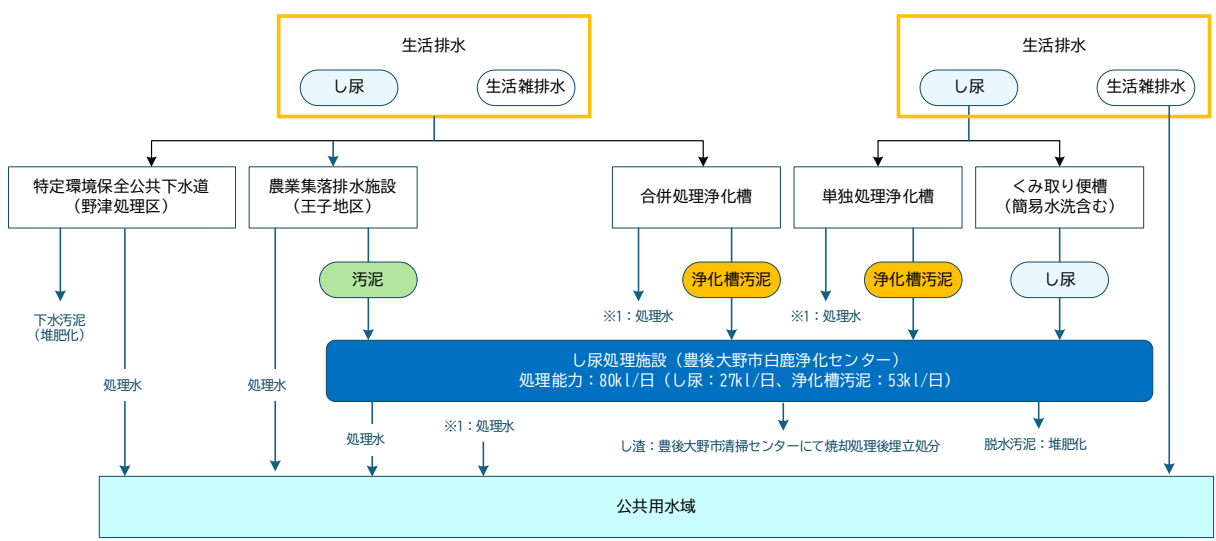 生活排水
し尿
生活雑排水
生活排水
し尿
生活雑排水
特定環境保全公共下水道
（野津処理区）
農業集落排水施設
（王子地区）
合併処理浄化槽
単独処理浄化槽
くみ取り便槽
（簡易水洗含む）
汚泥
浄化槽汚泥
浄化槽汚泥
し尿
下水汚泥
（堆肥化）
※1：処理水
※1：処理水
し尿処理施設（豊後大野市白鹿浄化センター）
処理能力：80kl/日（し尿：27kl/日、浄化槽汚泥：53kl/日）
処理水
処理水
処理水
※1：処理水
し渣：豊後大野市清掃センターにて焼却処理後埋立処分
脱水汚泥：堆肥化
公共用水域